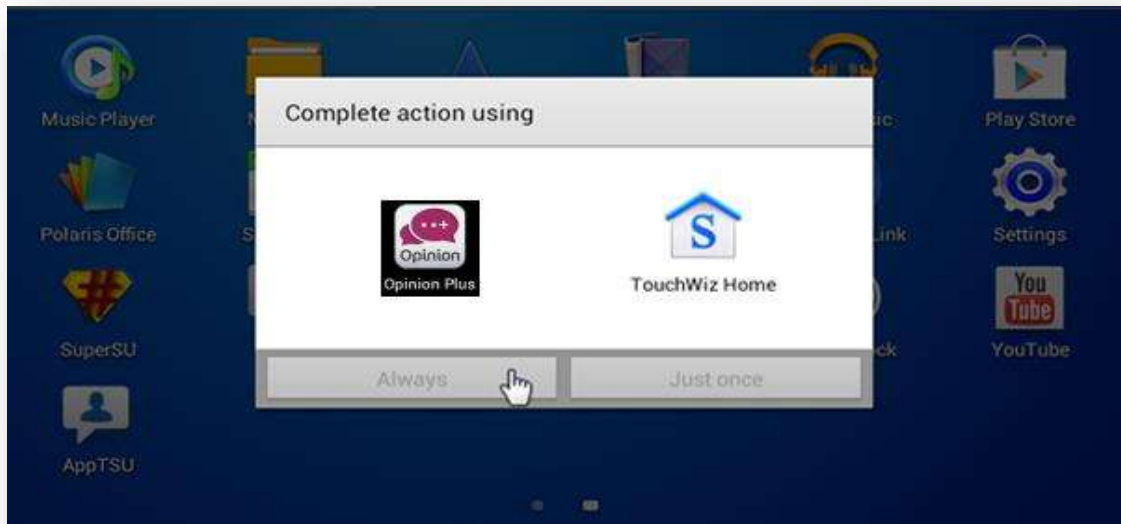 Complete action using
Music Player
Play Store
Polaris Office
Opinion
Opinion Plus
S
TouchWiz Home
Link
Settings
SuperSU
Always
Just once
You
Tube
YouTube
AppTSU